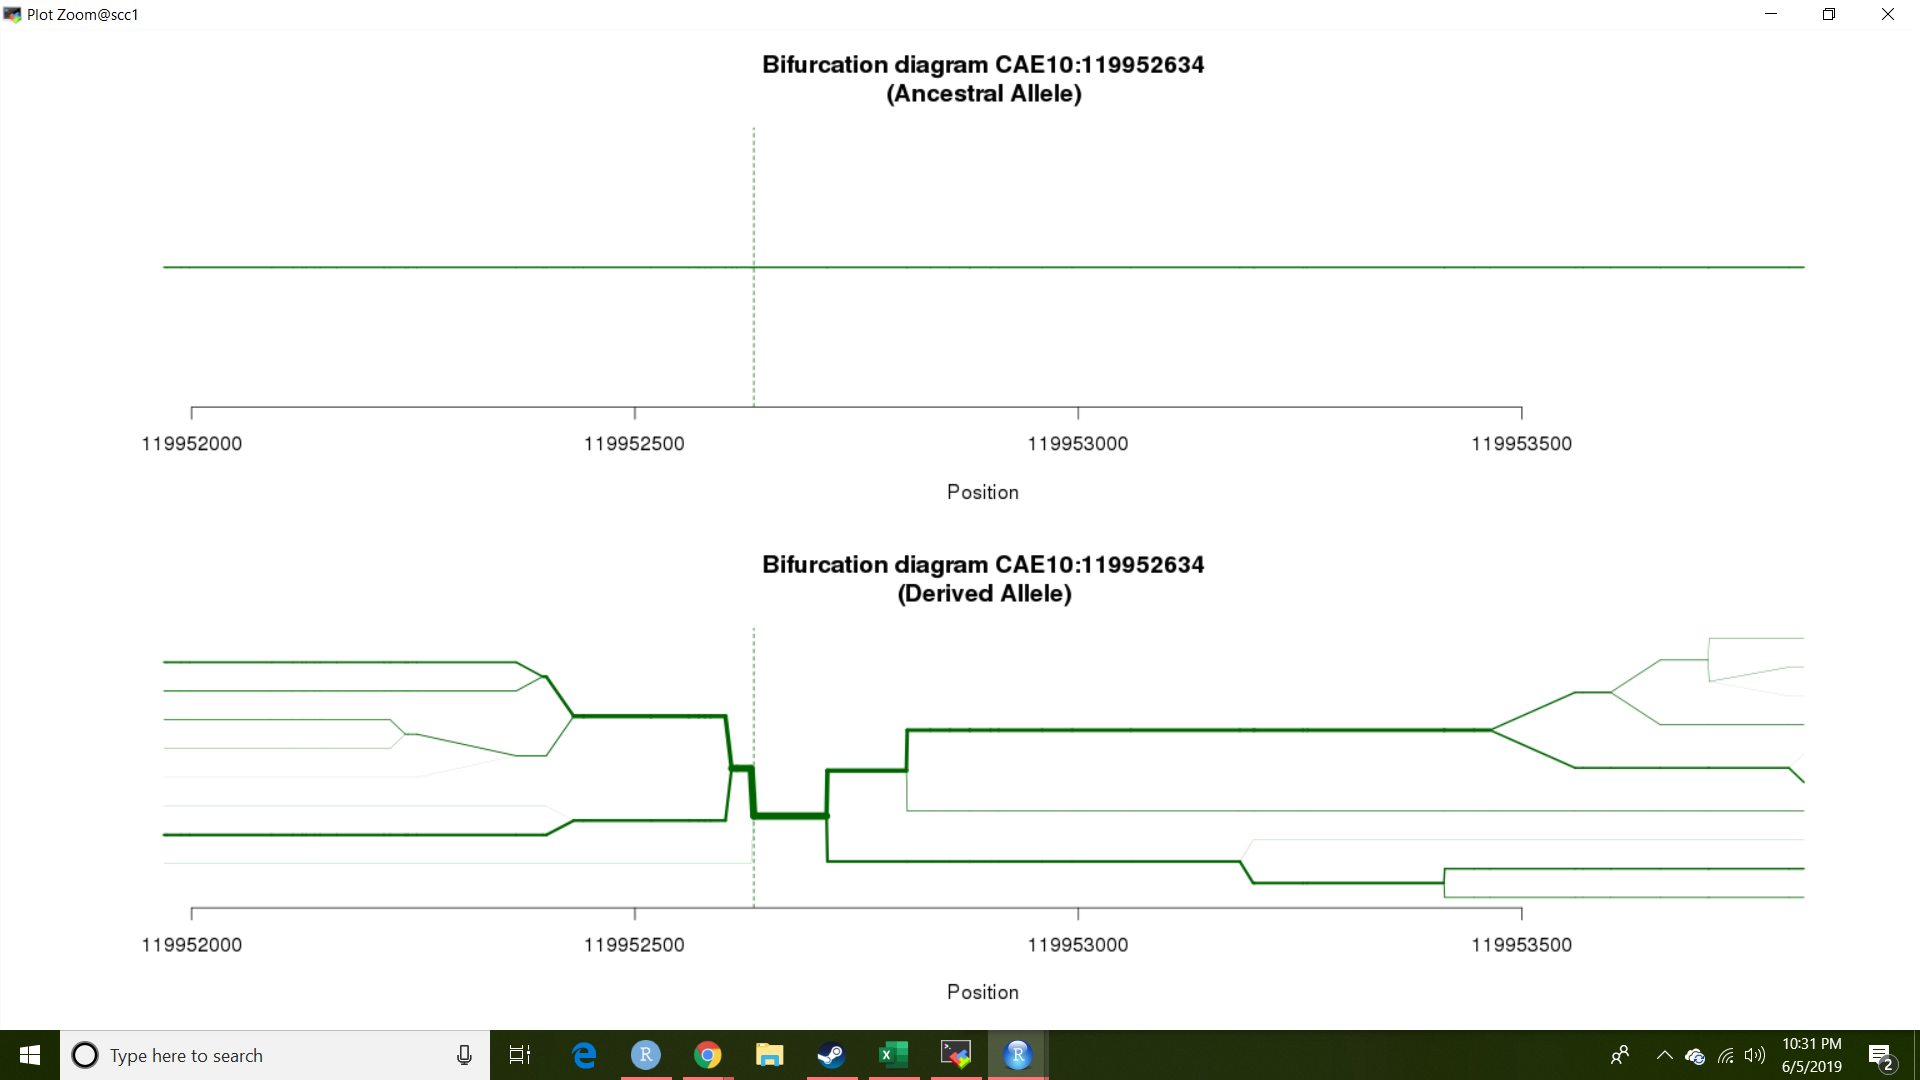 Plot Zoom@scc1
Bifurcation diagram CAE10:119952634
(Ancestral Allele)
119952000 119952500 119953000 119953500
Position
Bifurcation diagram CAE10:119952634
(Derived Allele)
119952000 119952500 119953000 119953500
Position
Type here to search
10:31 PM
6/5/2019
2